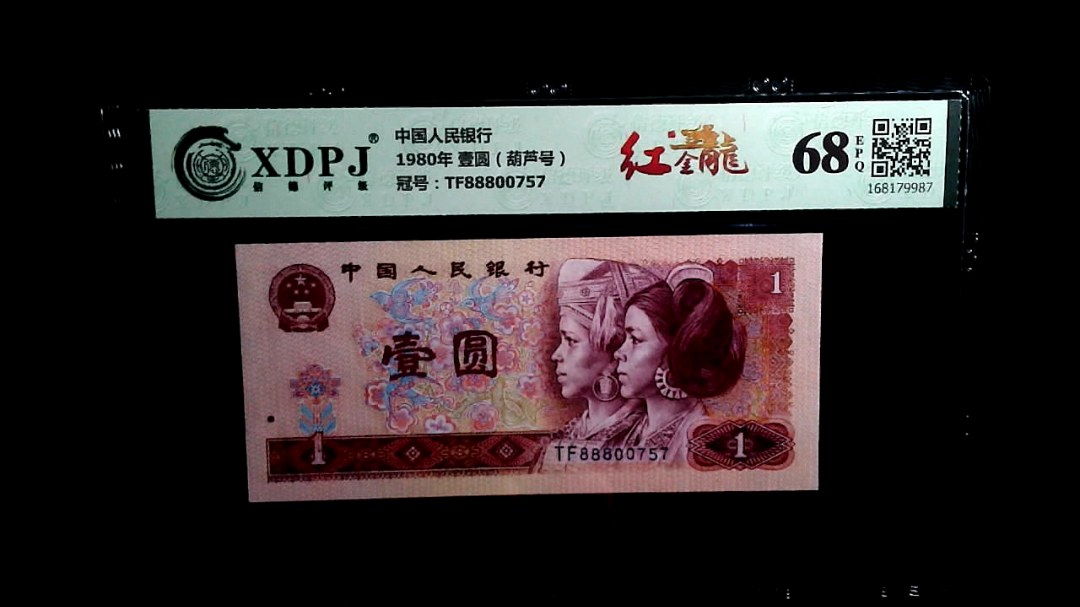 XDPJ®
信德评级
中国人民银行
1980年 壹圆（葫芦号）
冠号：TF88800757
红金龍
68
EPQ
168179987
中国人民银行
1
壹圆
1
TF88800757
1